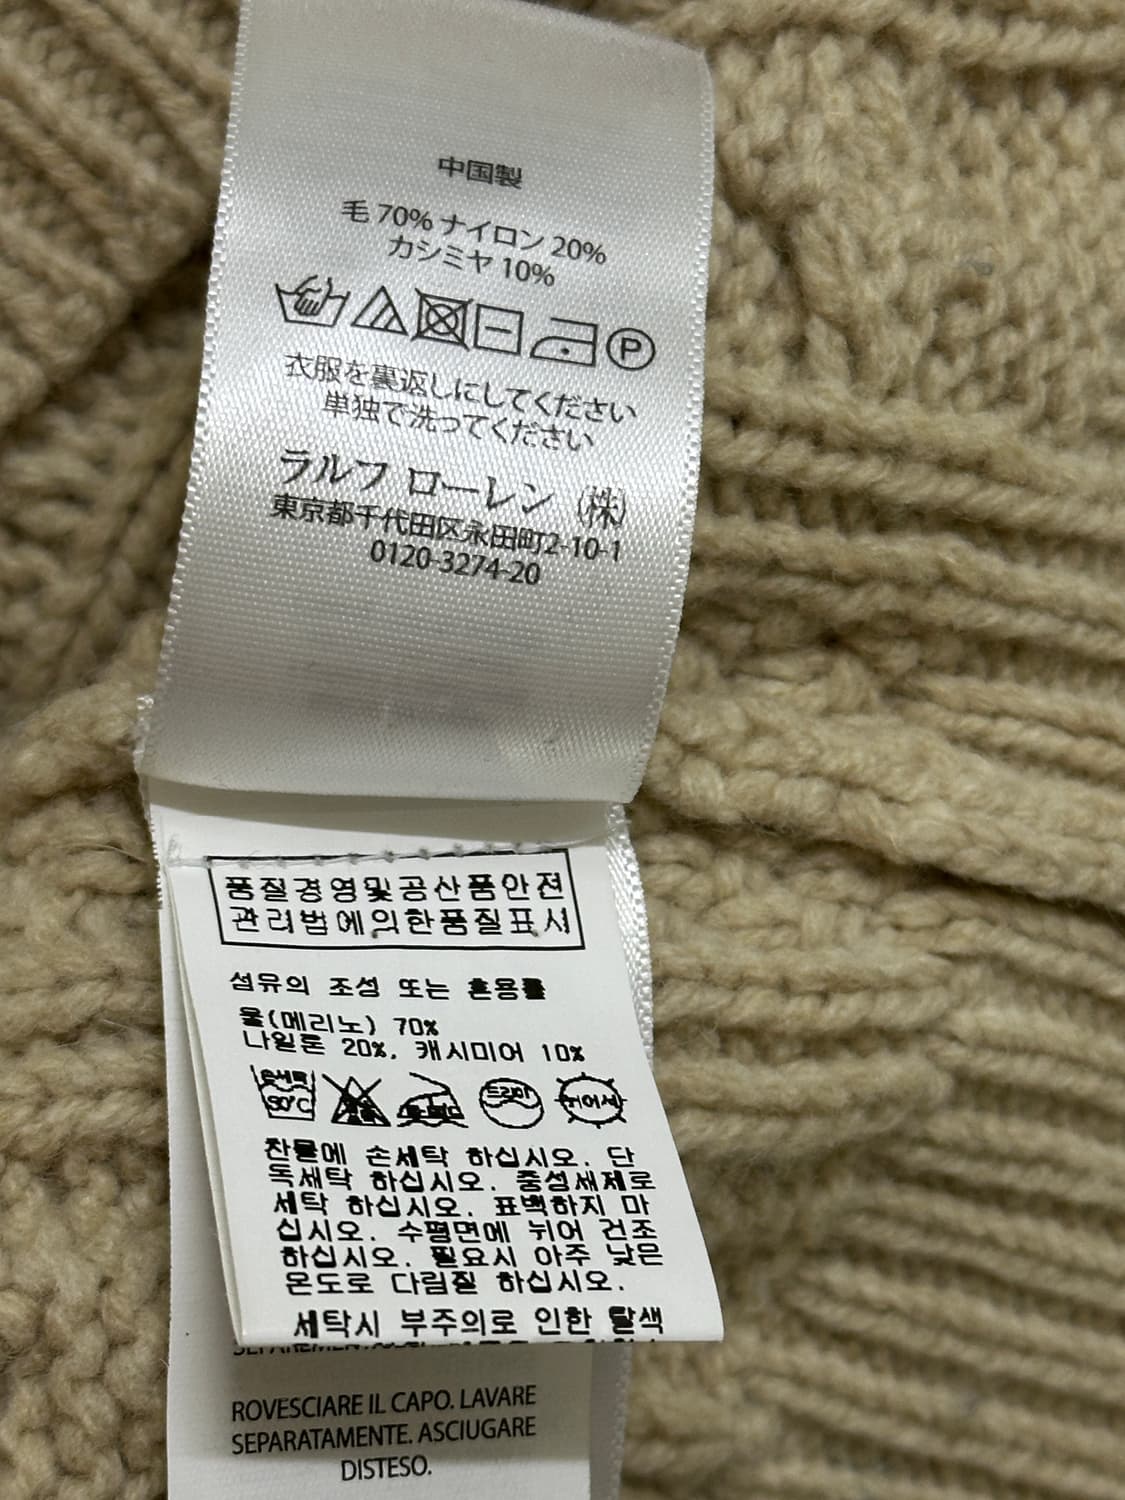 中国製
毛 70% ナイロン 20%
カシミヤ 10%
P
衣服を裏返しにしてください
単独で洗ってください
ラルフ ローレン (株)
東京都千代田区永田町2-10-1
0120-3274-20
품질경영및공산품안전
관리법에의한품질표시
섬유의 조성 또는 혼용률
울(메리노) 70%
나일론 20%, 캐시미어 10%
손세탁
30°C
드라이
뉘어서
찬물에 손세탁 하십시오. 단
독세탁 하십시오. 중성세제로
세탁 하십시오. 표백하지 마
십시오. 수평면에 뉘어 건조
하십시오. 필요시 아주 낮은
온도로 다림질 하십시오.
세탁시 부주의로 인한 탈색
ROVESCIARE IL CAPO. LAVARE
SEPARATAMENTE. ASCIUGARE
DISTESO.